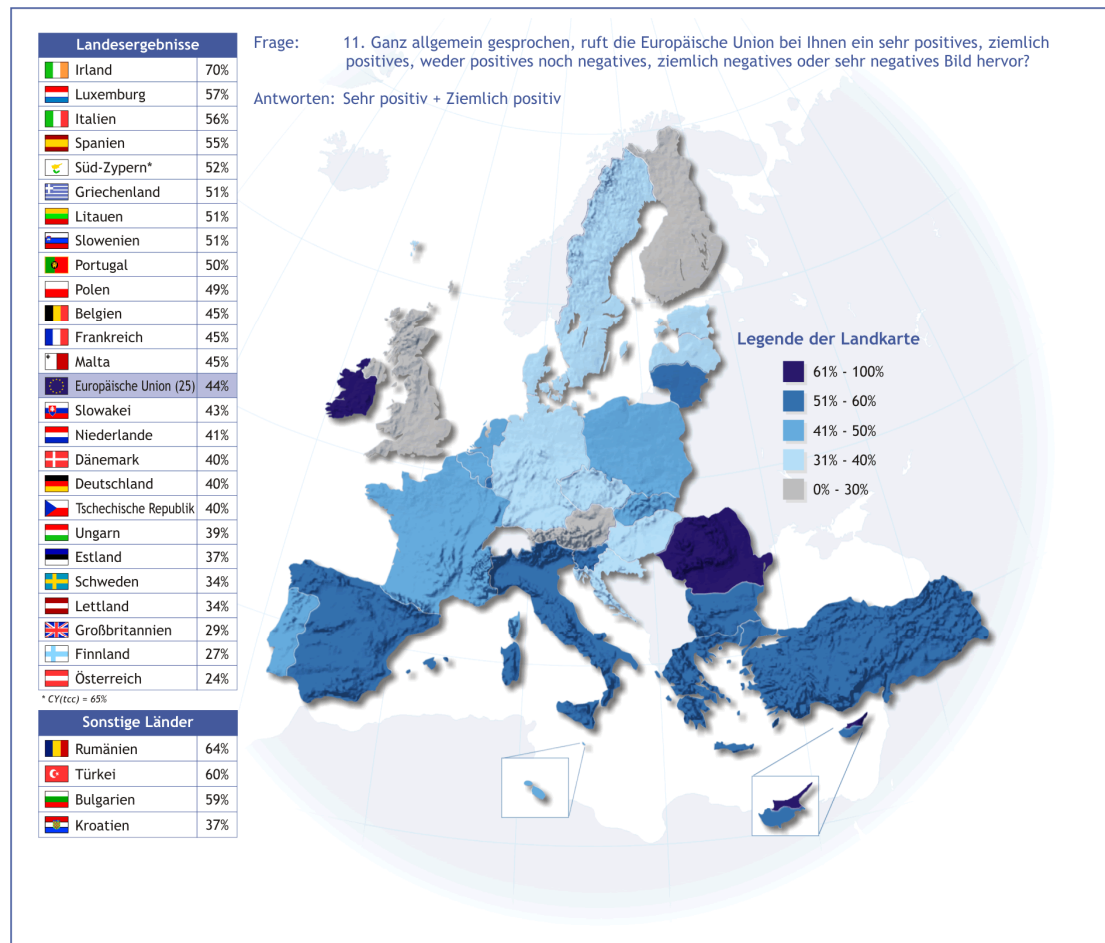 Landesergebnisse
Irland 70%
Luxemburg 57%
Italien 56%
Spanien 55%
Süd-Zypern* 52%
Griechenland 51%
Litauen 51%
Slowenien 51%
Portugal 50%
Polen 49%
Belgien 45%
Frankreich 45%
Malta 45%
Europäische Union (25) 44%
Slowakei 43%
Niederlande 41%
Dänemark 40%
Deutschland 40%
Tschechische Republik 40%
Ungarn 39%
Estland 37%
Schweden 34%
Lettland 34%
Großbritannien 29%
Finnland 27%
Österreich 24%
* CY(tcc) = 65%
Sonstige Länder
Rumänien 64%
Türkei 60%
Bulgarien 59%
Kroatien 37%
Frage: 11. Ganz allgemein gesprochen, ruft die Europäische Union bei Ihnen ein sehr positives, ziemlich
positives, weder positives noch negatives, ziemlich negatives oder sehr negatives Bild hervor?
Antworten: Sehr positiv + Ziemlich positiv
Legende der Landkarte
61% - 100%
51% - 60%
41% - 50%
31% - 40%
0% - 30%